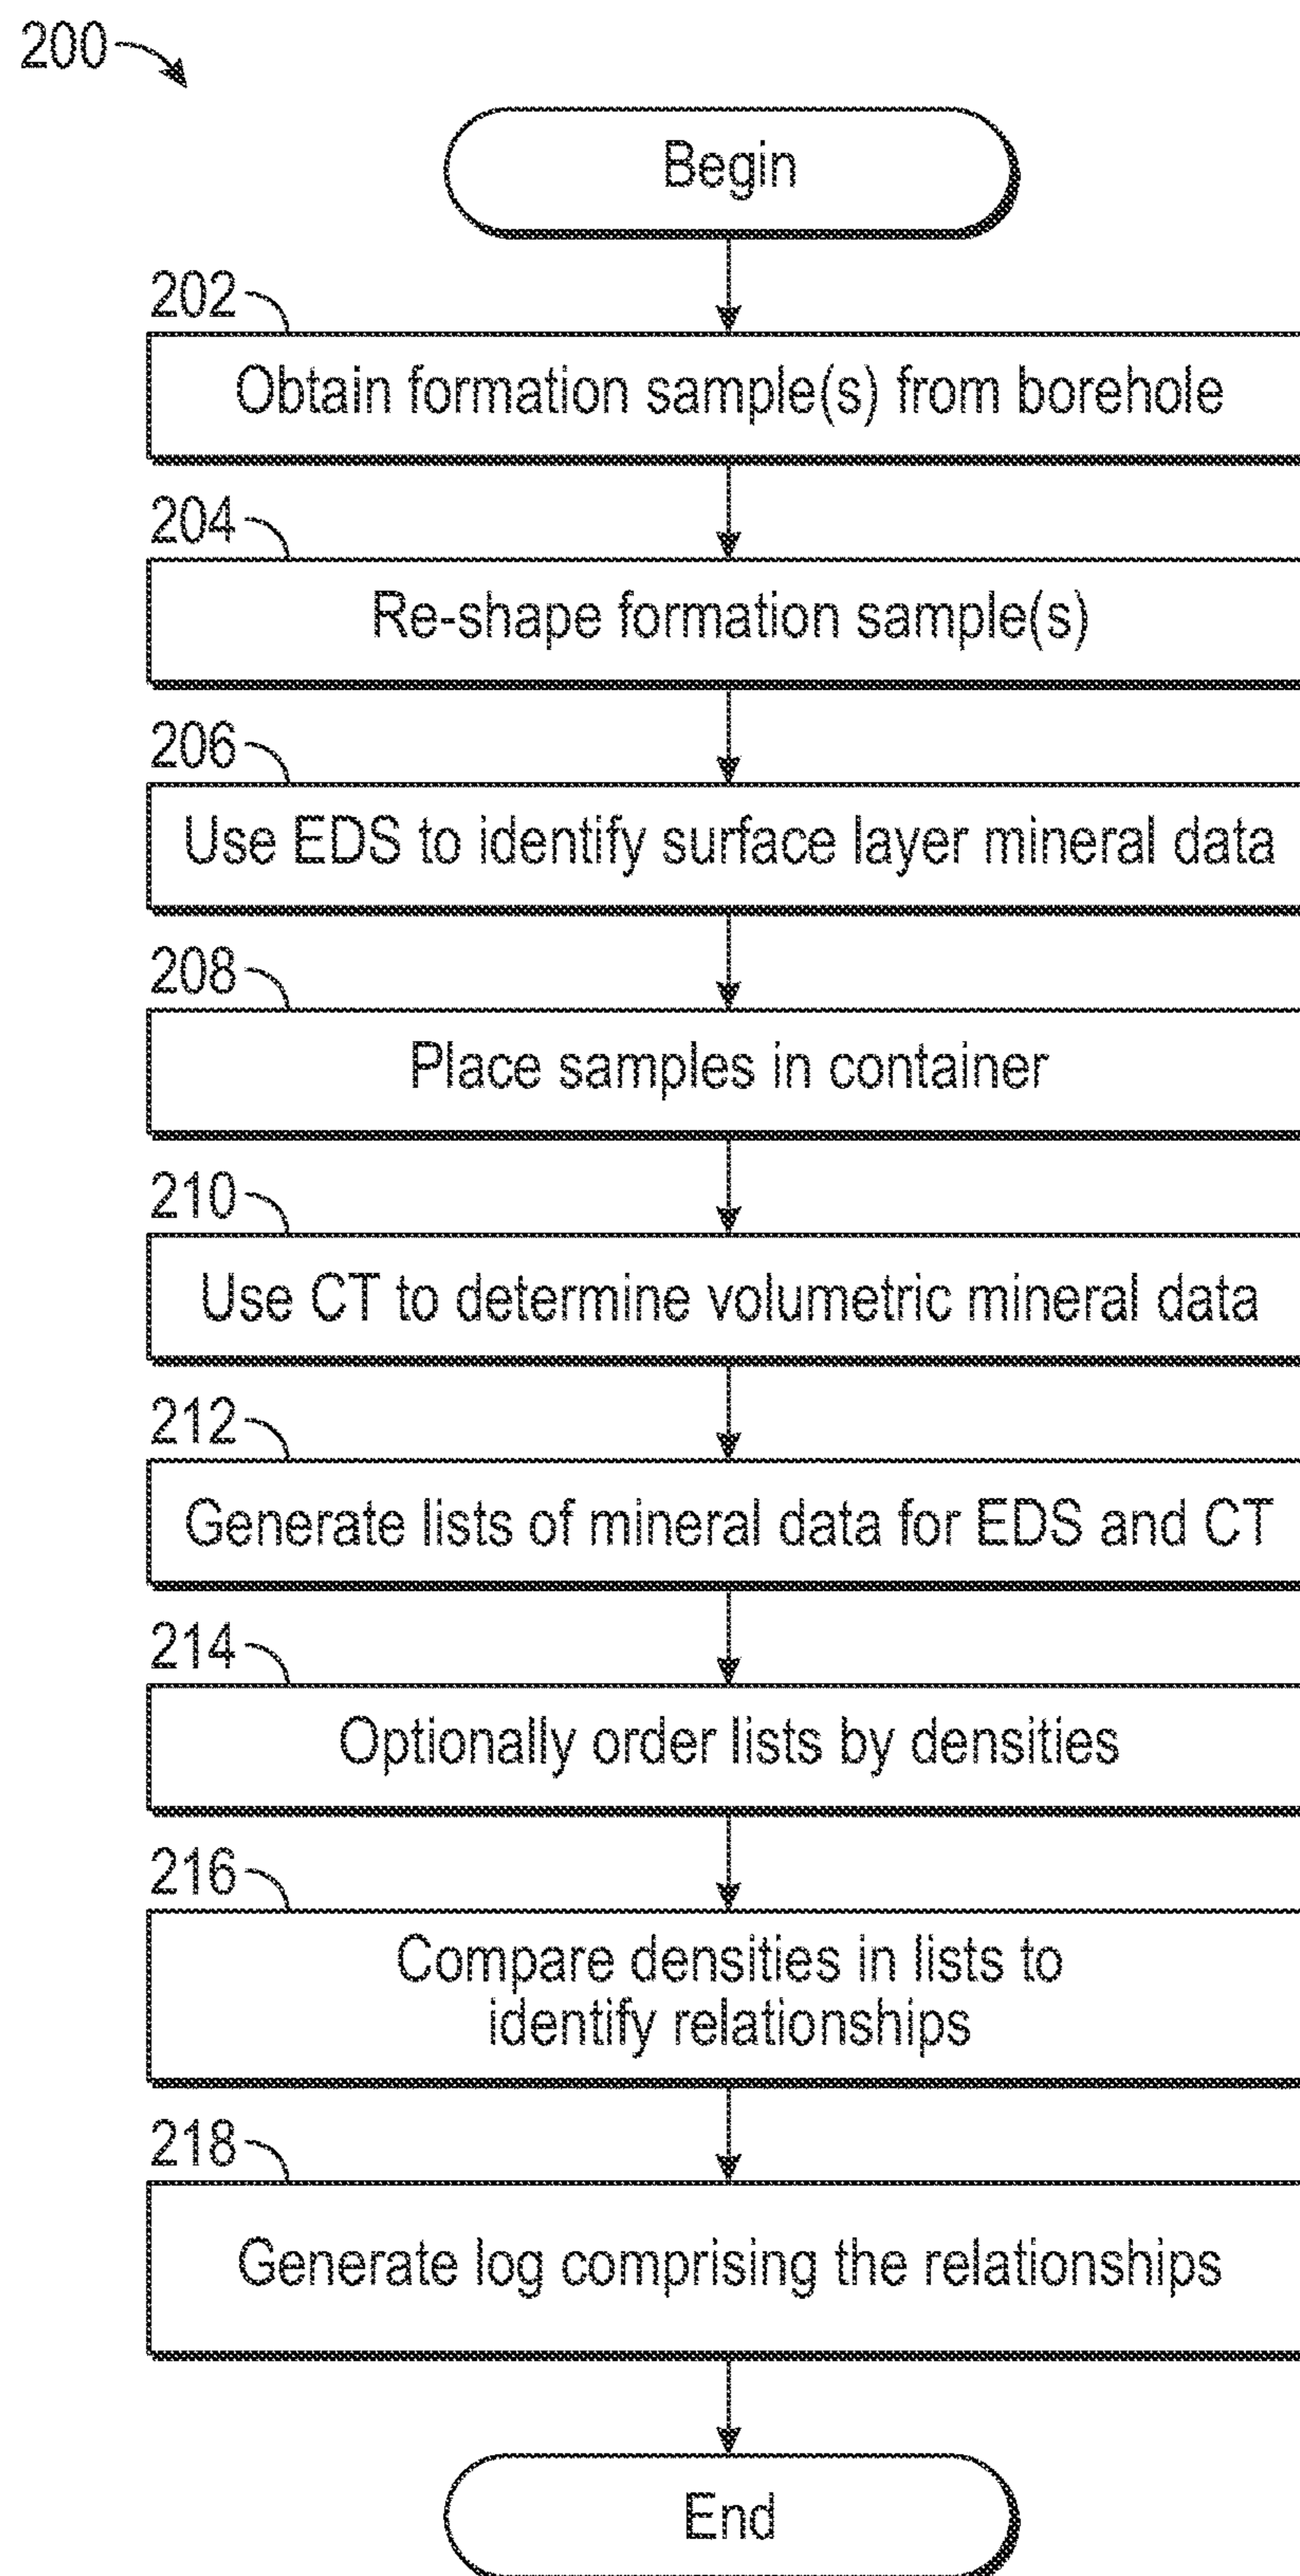 200
Begin
202
Obtain formation sample(s) from borehole
204
Re-shape formation sample(s)
206
Use EDS to identify surface layer mineral data
208
Place samples in container
210
Use CT to determine volumetric mineral data
212
Generate lists of mineral data for EDS and CT
214
Optionally order lists by densities
216
Compare densities in lists to
identify relationships
218
Generate log comprising the relationships
End